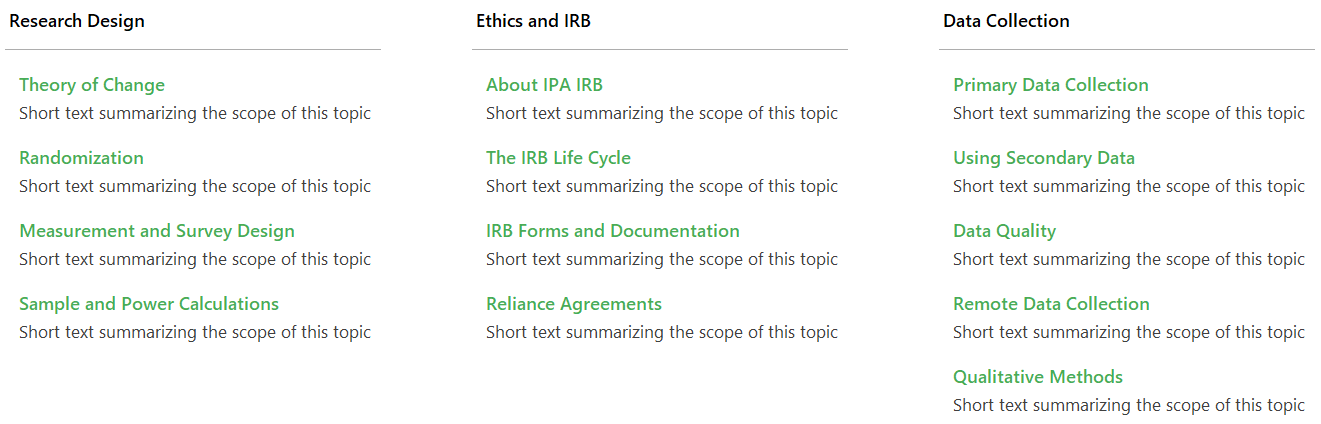 Research Design
Theory of Change
Short text summarizing the scope of this topic
Randomization
Short text summarizing the scope of this topic
Measurement and Survey Design
Short text summarizing the scope of this topic
Sample and Power Calculations
Short text summarizing the scope of this topic
Ethics and IRB
About IPA IRB
Short text summarizing the scope of this topic
The IRB Life Cycle
Short text summarizing the scope of this topic
IRB Forms and Documentation
Short text summarizing the scope of this topic
Reliance Agreements
Short text summarizing the scope of this topic
Data Collection
Primary Data Collection
Short text summarizing the scope of this topic
Using Secondary Data
Short text summarizing the scope of this topic
Data Quality
Short text summarizing the scope of this topic
Remote Data Collection
Short text summarizing the scope of this topic
Qualitative Methods
Short text summarizing the scope of this topic